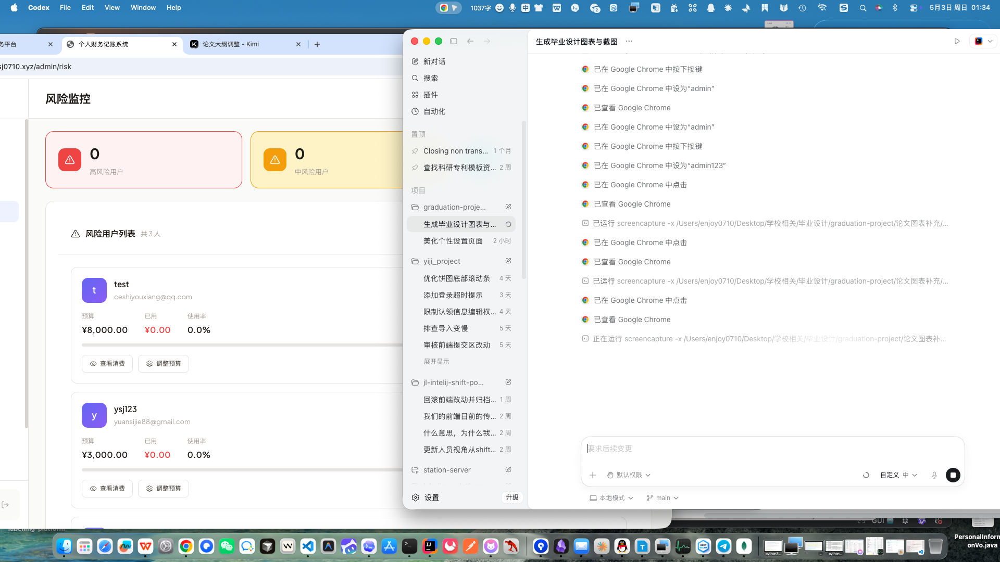 Codex File Edit View Window Help
1037字
5月3日 周日 01:34
务平台
个人财务记账系统
论文大纲调整 - Kimi
sj0710.xyz/admin/risk
风险监控
0
高风险用户
0
中风险用户
风险用户列表 共 3 人
t
test
ceshiyouxiang@qq.com
预算 已用 使用率
¥8,000.00 ¥0.00 0.0%
查看消费 调整预算
y
ysj123
yuansijie88@gmail.com
预算 已用 使用率
¥3,000.00 ¥0.00 0.0%
查看消费 调整预算
新对话
搜索
插件
自动化
置顶
Closing non trans... 1 个月
查找科研专利模板资... 2 周
项目
graduation-proje...
生成毕业设计图表与...
美化个性设置页面 2 小时
yiji_project
优化饼图底部滚动条 4 天
添加登录超时提示 3 天
限制认领信息编辑权... 4 天
排查导入变慢 5 天
审核前端提交区改动 5 天
展开显示
jl-intelij-shift-po...
回滚前端改动并归档... 1 周
我们的前端目前的传... 2 周
什么意思，为什么我... 2 周
更新人员视角从shift... 2 周
station-server
设置 升级
生成毕业设计图表与截图 ···
已在 Google Chrome 中按下按键
已在 Google Chrome 中设为“admin”
已查看 Google Chrome
已在 Google Chrome 中设为“admin”
已在 Google Chrome 中按下按键
已在 Google Chrome 中设为“admin123”
已在 Google Chrome 中点击
已查看 Google Chrome
已运行 screencapture -x /Users/enjoy0710/Desktop/学校相关/毕业设计/graduation-project/论文图表补充/...
已在 Google Chrome 中点击
已查看 Google Chrome
已运行 screencapture -x /Users/enjoy0710/Desktop/学校相关/毕业设计/graduation-project/论文图表补充/...
已在 Google Chrome 中点击
已查看 Google Chrome
正在运行 screencapture -x /Users/enjoy0710/Desktop/学校相关/毕业设计/graduation-project/论文图表补...
要求后续变更
默认权限 自定义 中
本地模式 main
GUI
labelling-platform
PersonalInform
onVo.java